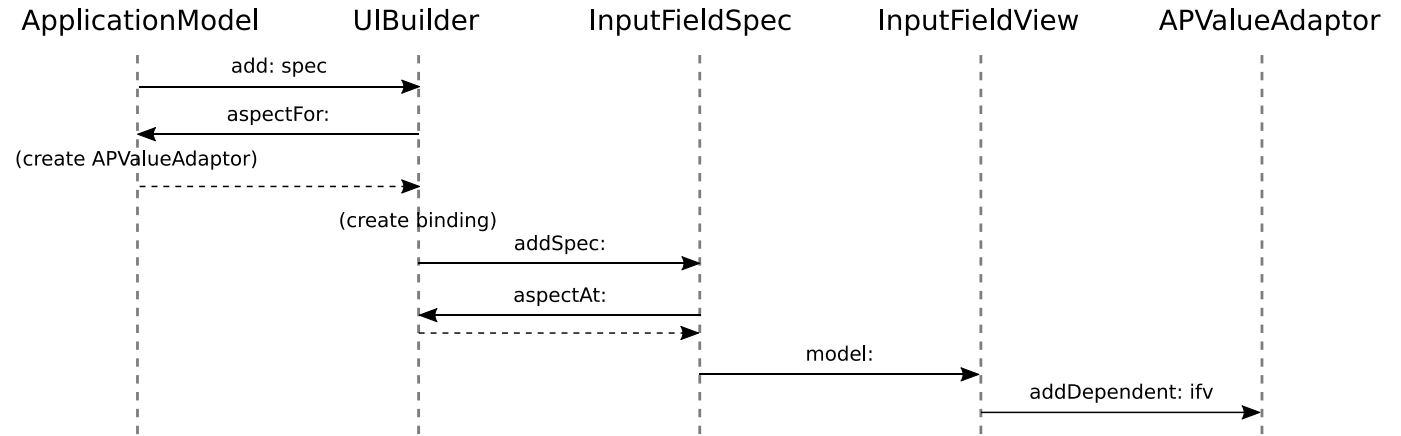 ApplicationModel UIBuilder InputFieldSpec InputFieldView APValueAdaptor
add: spec
aspectFor:
(create APValueAdaptor)
(create binding)
addSpec:
aspectAt:
model:
addDependent: ifv